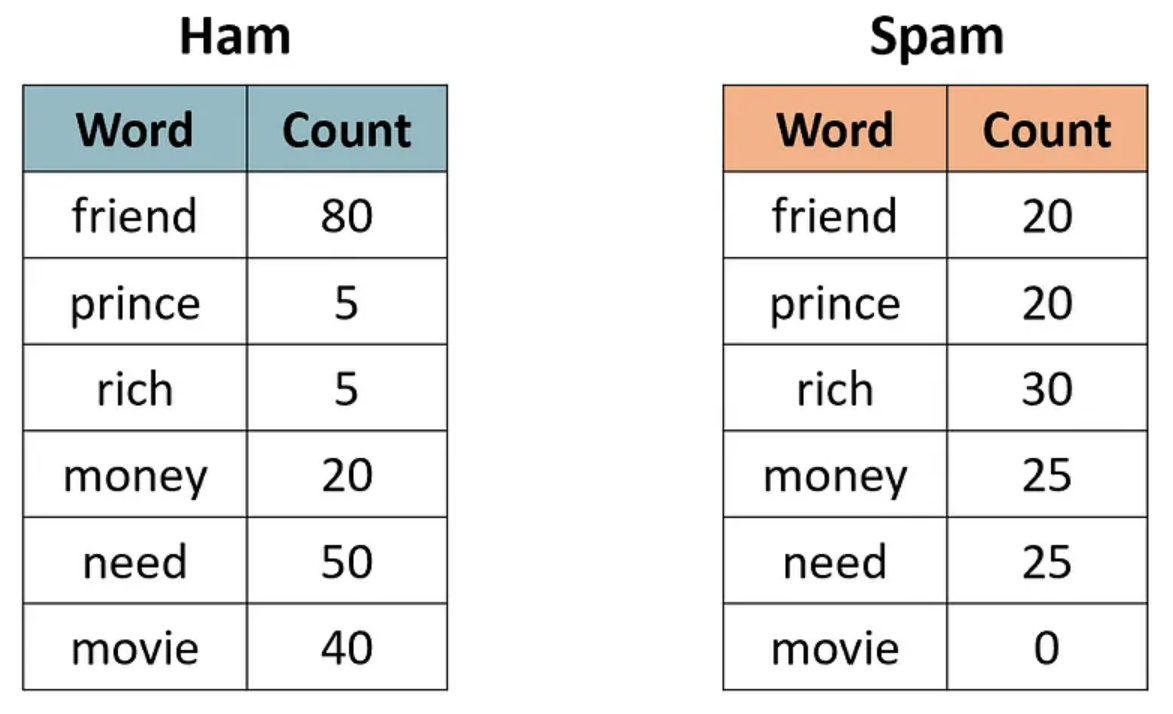 Ham
Word Count
friend 80
prince 5
rich 5
money 20
need 50
movie 40
Spam
Word Count
friend 20
prince 20
rich 30
money 25
need 25
movie 0